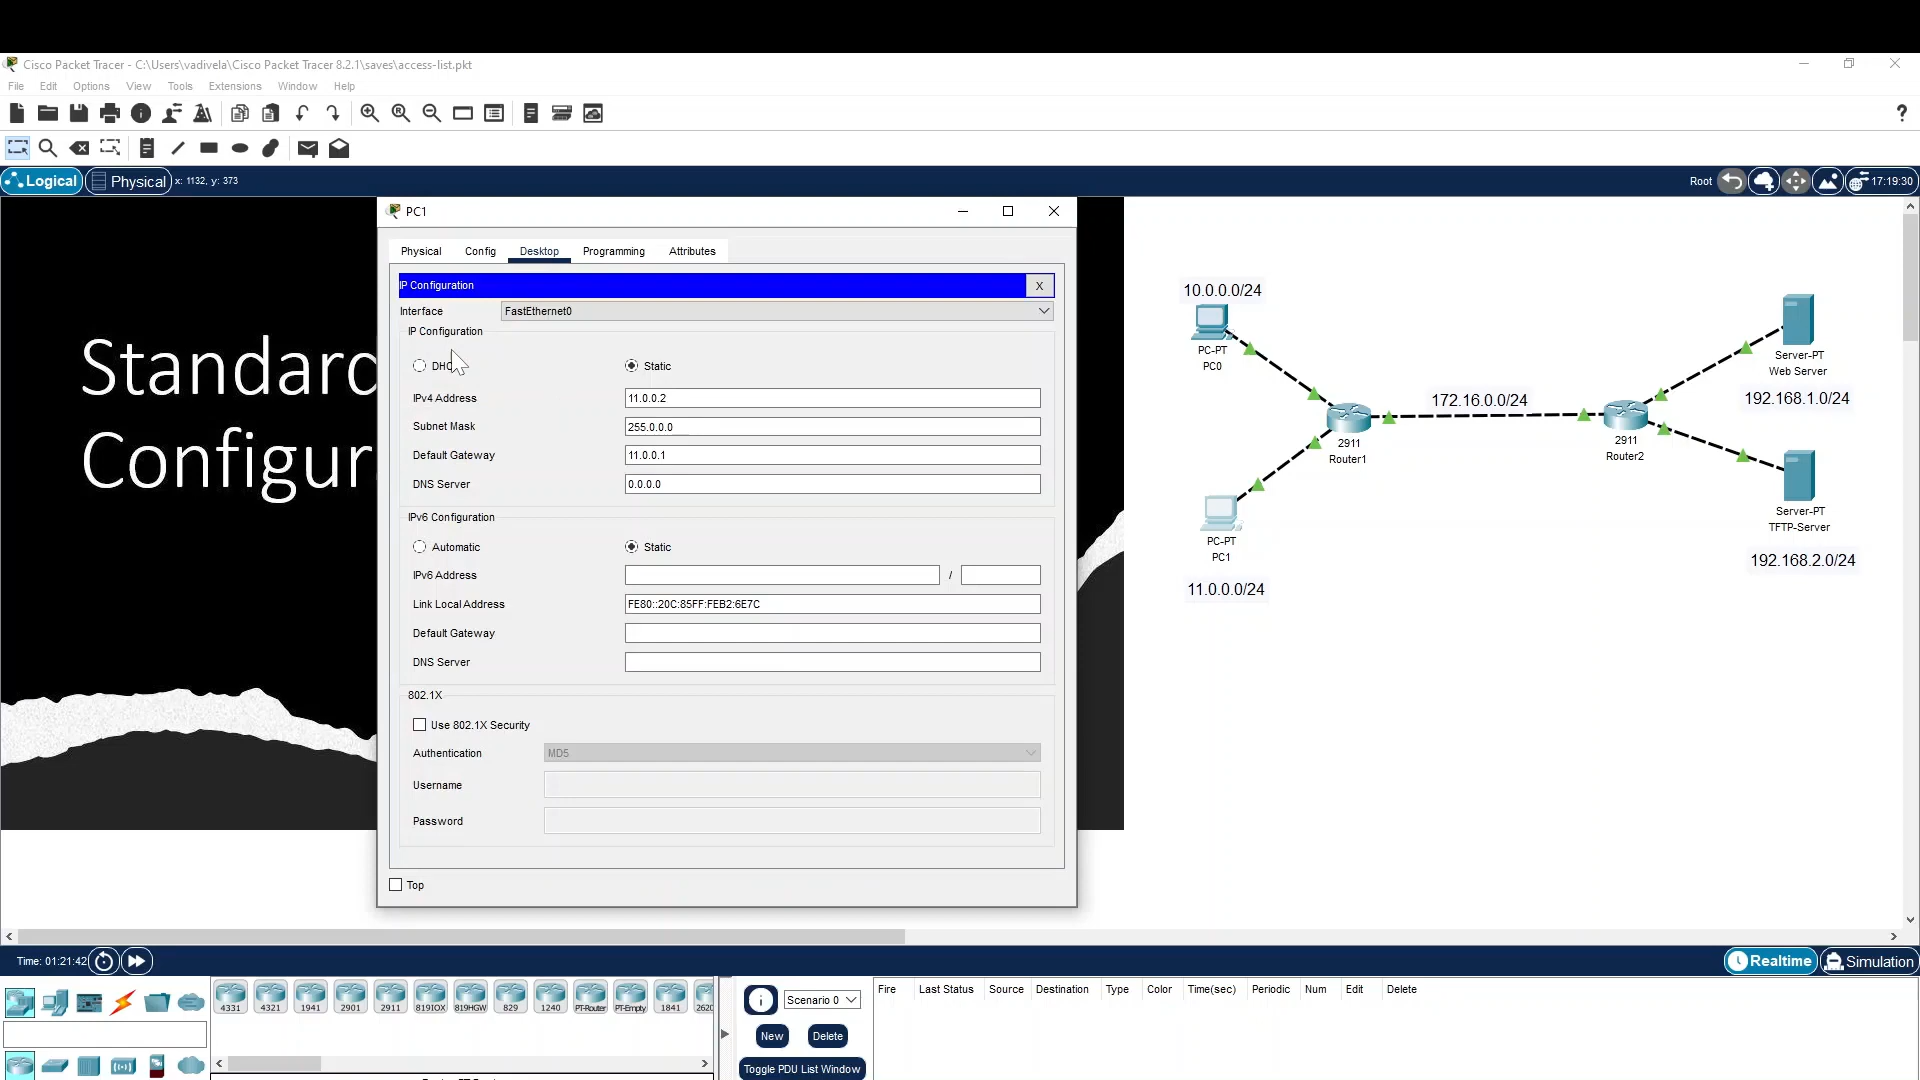 Cisco Packet Tracer - C:\Users\vadivela\Cisco Packet Tracer 8.2.1\saves\access-list.pkt
File Edit Options View Tools Extensions Window Help
Logical Physical x: 1132, y: 373 Root 17:19:30
PC1
Physical Config Desktop Programming Attributes
IP Configuration X
Interface FastEthernet0
IP Configuration
Static
IPv4 Address 11.0.0.2
Subnet Mask 255.0.0.0
Default Gateway 11.0.0.1
DNS Server 0.0.0.0
IPv6 Configuration
Automatic Static
IPv6 Address /
Link Local Address FE80::20C:85FF:FEB2:6E7C
Default Gateway
DNS Server
802.1X
Use 802.1X Security
Authentication MD5
Username
Password
Top
Standard
Configur
10.0.0.0/24
PC-PT
PC0
2911
Router1
172.16.0.0/24
2911
Router2
Server-PT
Web Server
192.168.1.0/24
PC-PT
PC1
11.0.0.0/24
Server-PT
TFTP-Server
192.168.2.0/24
Time: 01:21:42 Realtime Simulation
4331 4321 1941 2901 2911 819IOX 819HGW 829 1240 PT-Router PT-Empty 1841
Scenario 0
New Delete
Toggle PDU List Window
Fire Last Status Source Destination Type Color Time(sec) Periodic Num Edit Delete